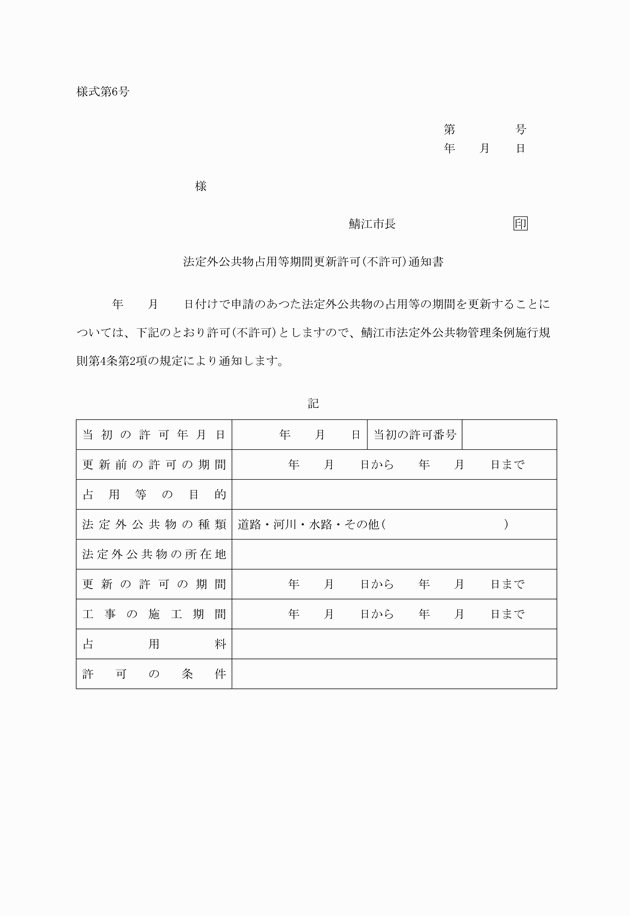 様式第6号
第　　　　　号
年　　月　　日
様
鯖江市長　　　　　　　　　　印
法定外公共物占用等期間更新許可(不許可)通知書
年　　月　　日付けで申請のあつた法定外公共物の占用等の期間を更新することに
ついては、下記のとおり許可(不許可)としますので、鯖江市法定外公共物管理条例施行規
則第4条第2項の規定により通知します。
記
当初の許可年月日　　年　　月　　日　当初の許可番号
更新前の許可の期間　　年　　月　　日から　　年　　月　　日まで
占用等の目的
法定外公共物の種類　道路・河川・水路・その他(　　　　　　　　　　)
法定外公共物の所在地
更新の許可の期間　　年　　月　　日から　　年　　月　　日まで
工事の施工期間　　年　　月　　日から　　年　　月　　日まで
占用料
許可の条件